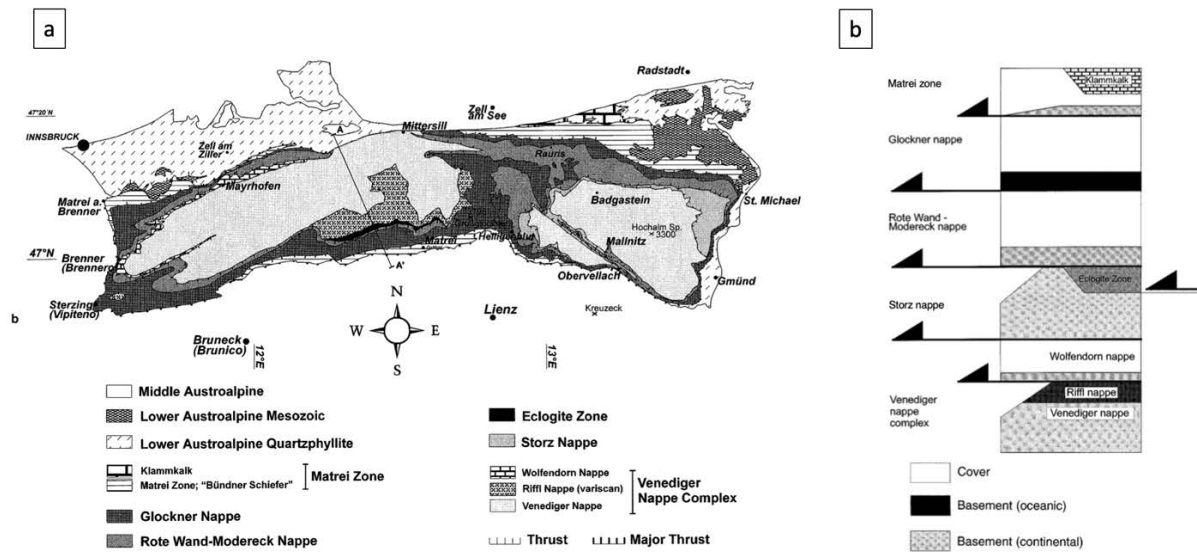 a
Radstadt
47°20´N
Zell am See
INNSBRUCK
A
Mittersill
Zell am Ziller
Rauris
Mayrhofen
Matrei a. Brenner
St. Michael
Badgastein
Hochalm Sp.
3300
47°N
Matrei
Heiligenblut
Mallnitz
Brenner (Brennero)
A'
Obervellach
Gmünd
Sterzing (Vipiteno)
N
W E
S
Lienz
Kreuzeck
b
Bruneck (Brunico)
12°E
13°E
Middle Austroalpine
Lower Austroalpine Mesozoic
Lower Austroalpine Quartzphyllite
Klammkalk
Matrei Zone; "Bündner Schiefer"
Matrei Zone
Glockner Nappe
Rote Wand-Modereck Nappe
Eclogite Zone
Storz Nappe
Wolfendorn Nappe
Riffl Nappe (variscan)
Venediger Nappe
Venediger Nappe Complex
Thrust
Major Thrust
b
Matrei zone
Klammkalk
Glockner nappe
Rote Wand - Modereck nappe
Eclogite Zone
Storz nappe
Wolfendorn nappe
Venediger nappe complex
Riffl nappe
Venediger nappe
Cover
Basement (oceanic)
Basement (continental)